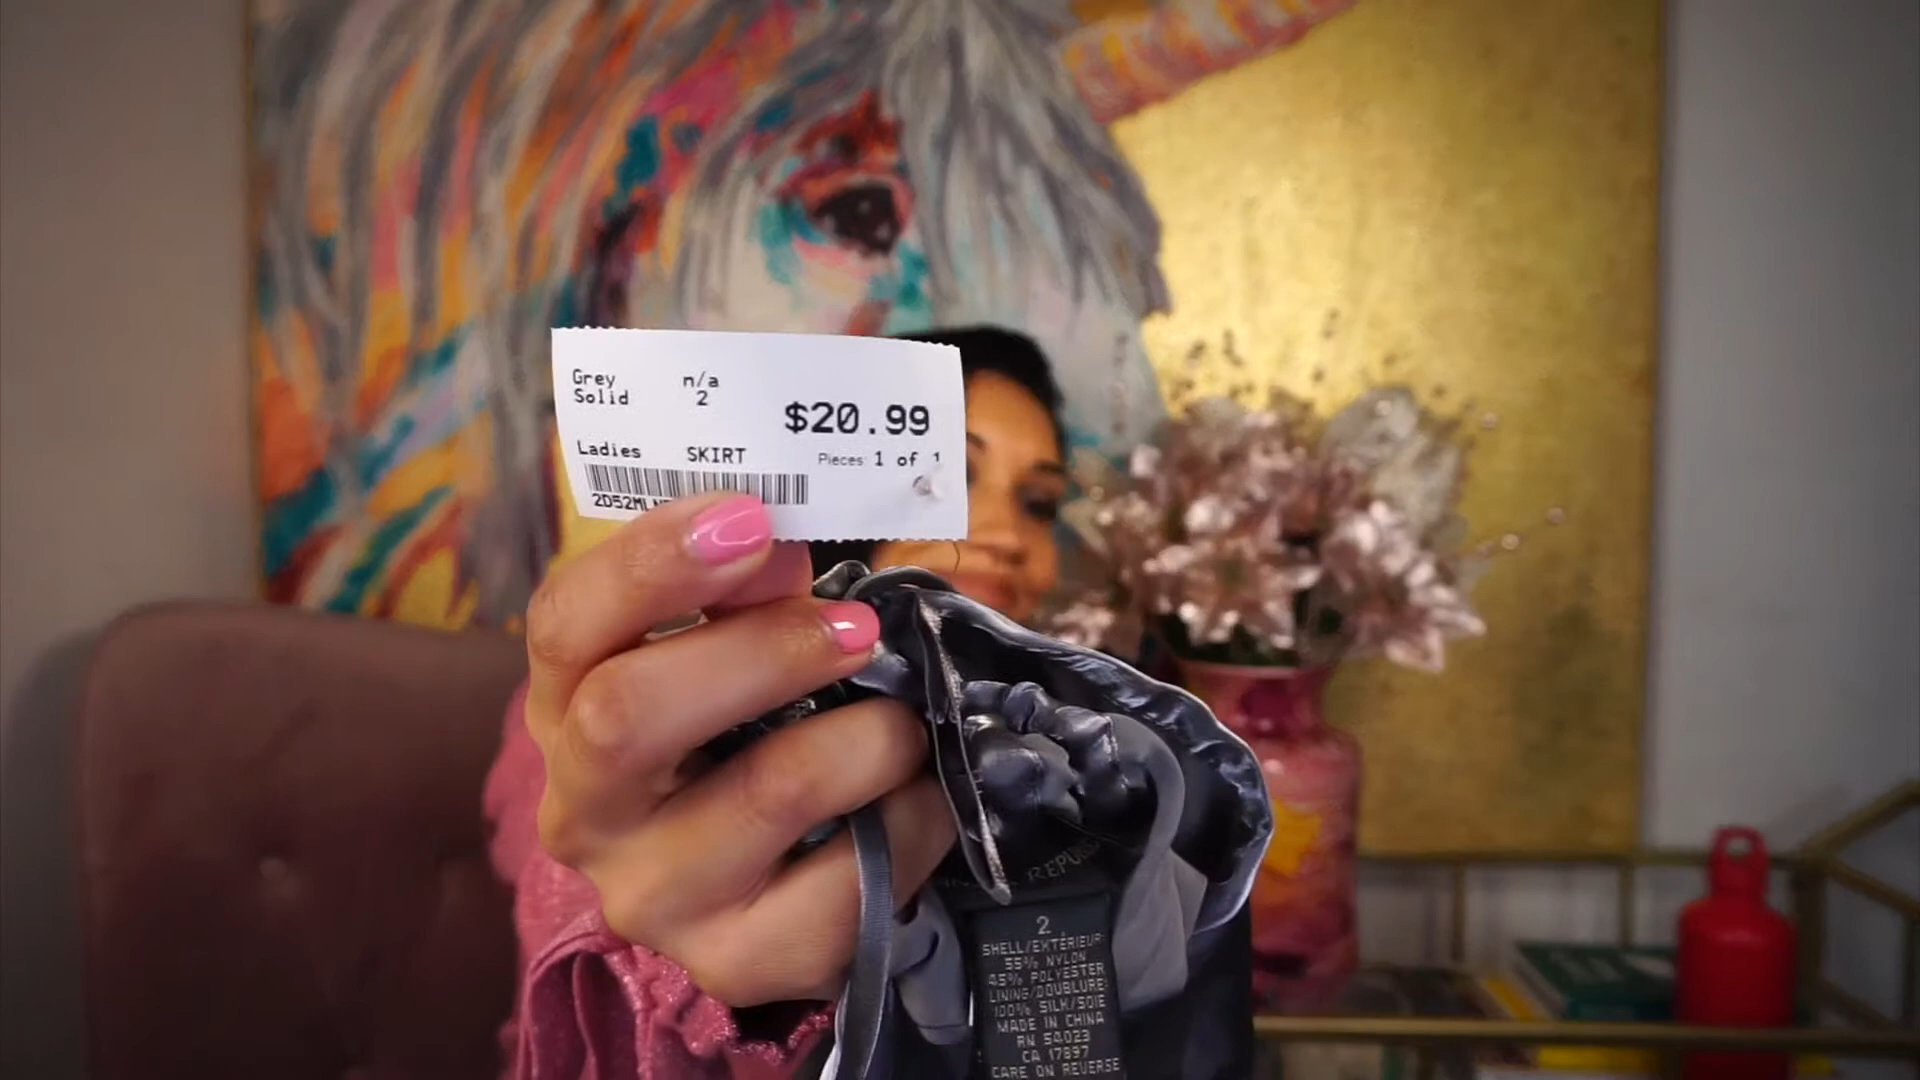 Grey n/a
Solid 2
$20.99
Ladies SKIRT
Pieces: 1 of 1
REPUBLIC
2
SHELL/EXTÉRIEUR:
55% NYLON
45% POLYESTER
LINING/DOUBLURE:
100% SILK/SOIE
MADE IN CHINA
RN 54023
CA 17897
CARE ON REVERSE